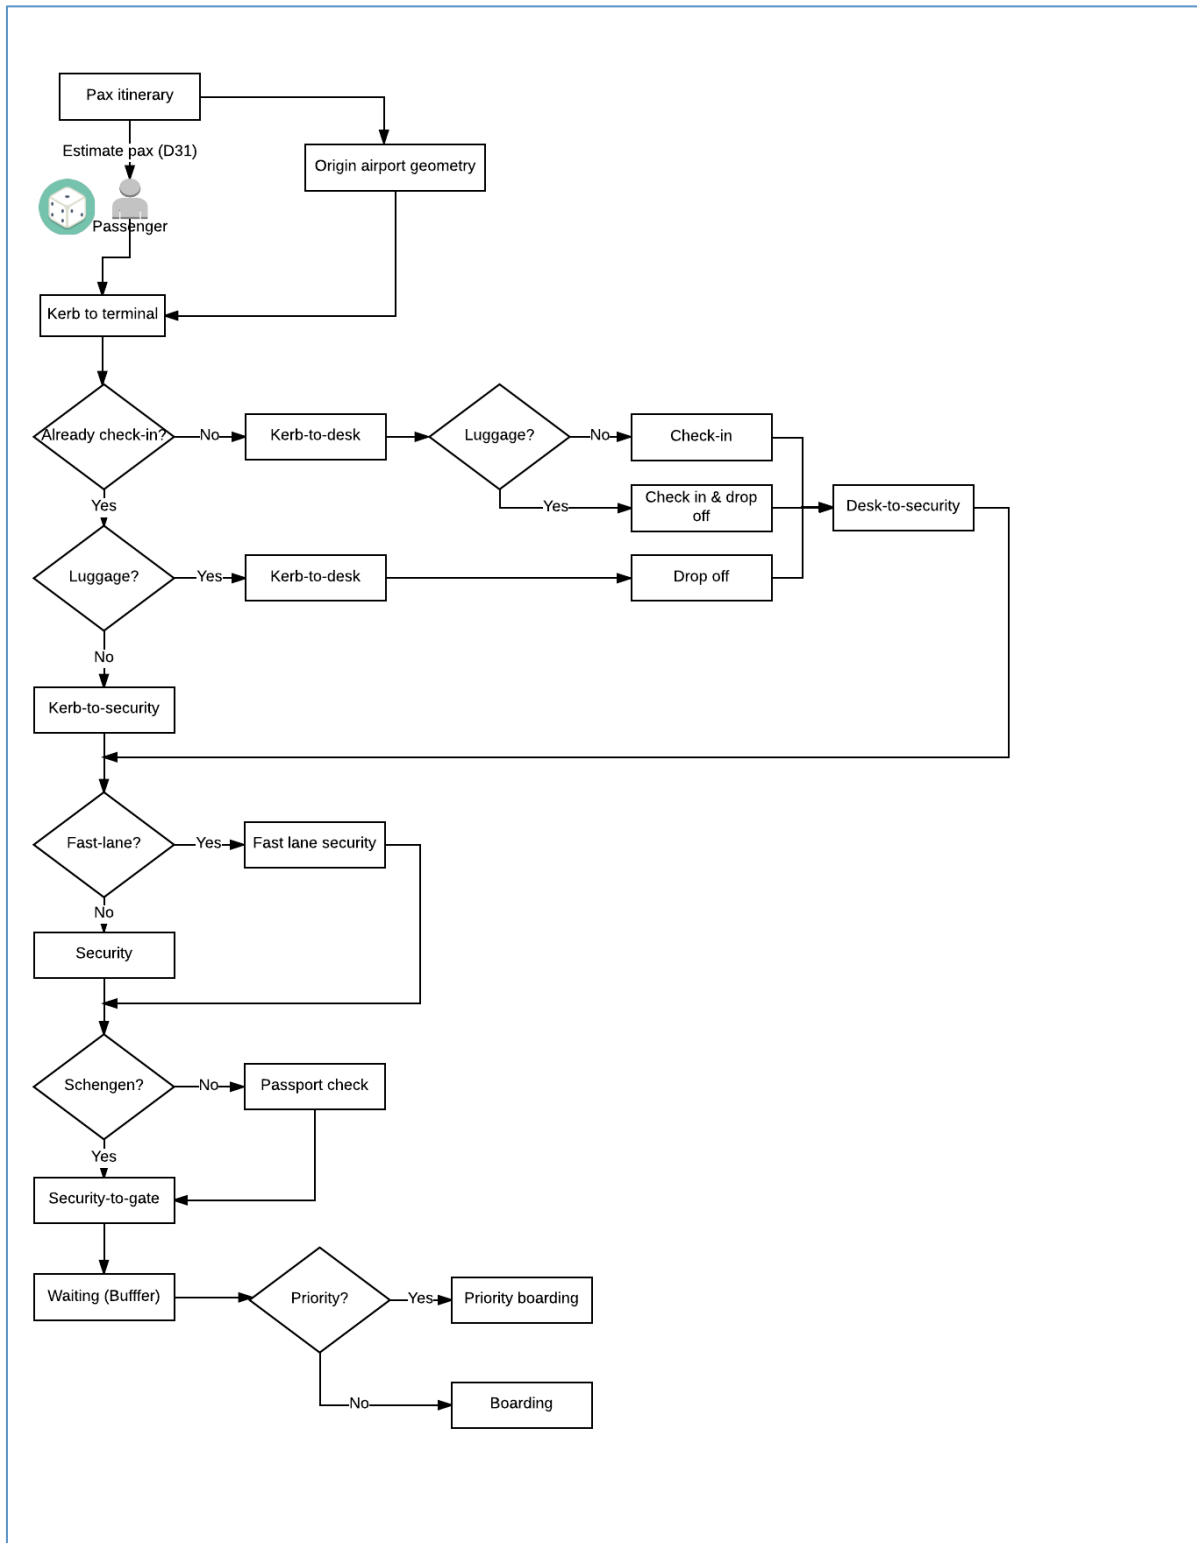 Pax itinerary
Estimate pax (D31)
Origin airport geometry
Passenger
Kerb to terminal
Already check-in?
No
Kerb-to-desk
Luggage?
No
Check-in
Yes
Yes
Check in & drop
off
Desk-to-security
Luggage?
Yes
Kerb-to-desk
Drop off
No
Kerb-to-security
Fast-lane?
Yes
Fast lane security
No
Security
Schengen?
No
Passport check
Yes
Security-to-gate
Waiting (Bufffer)
Priority?
Yes
Priority boarding
No
Boarding